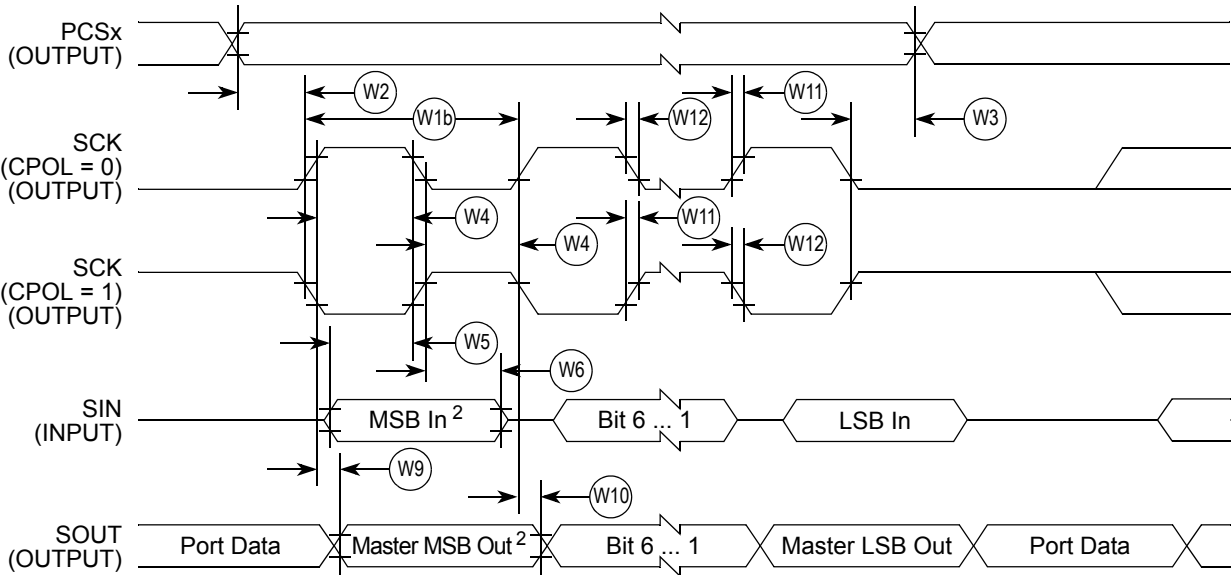 PCSx
(OUTPUT)
W2
W11
W1b
W12
W3
SCK
(CPOL = 0)
(OUTPUT)
W4
W11
W4
W12
SCK
(CPOL = 1)
(OUTPUT)
W5
W6
SIN
(INPUT)
MSB In 2
Bit 6 ... 1
LSB In
W9
W10
SOUT
(OUTPUT)
Port Data
Master MSB Out 2
Bit 6 ... 1
Master LSB Out
Port Data